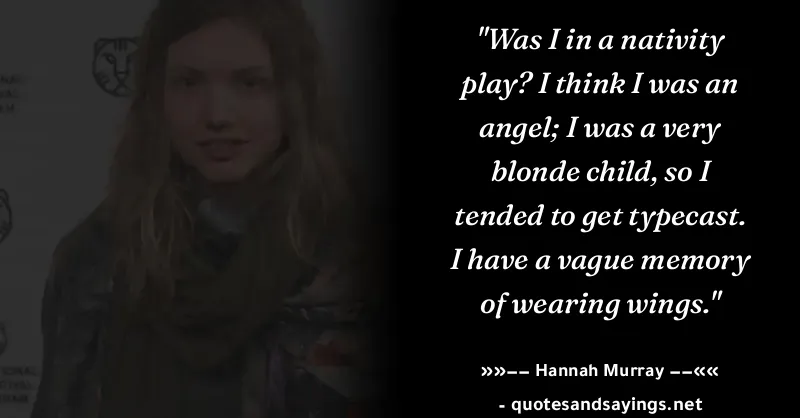 "Was I in a nativity
play? I think I was an
angel; I was a very
blonde child, so I
tended to get typecast.
I have a vague memory
of wearing wings."
»»–– Hannah Murray ––««
- quotesandsayings.net